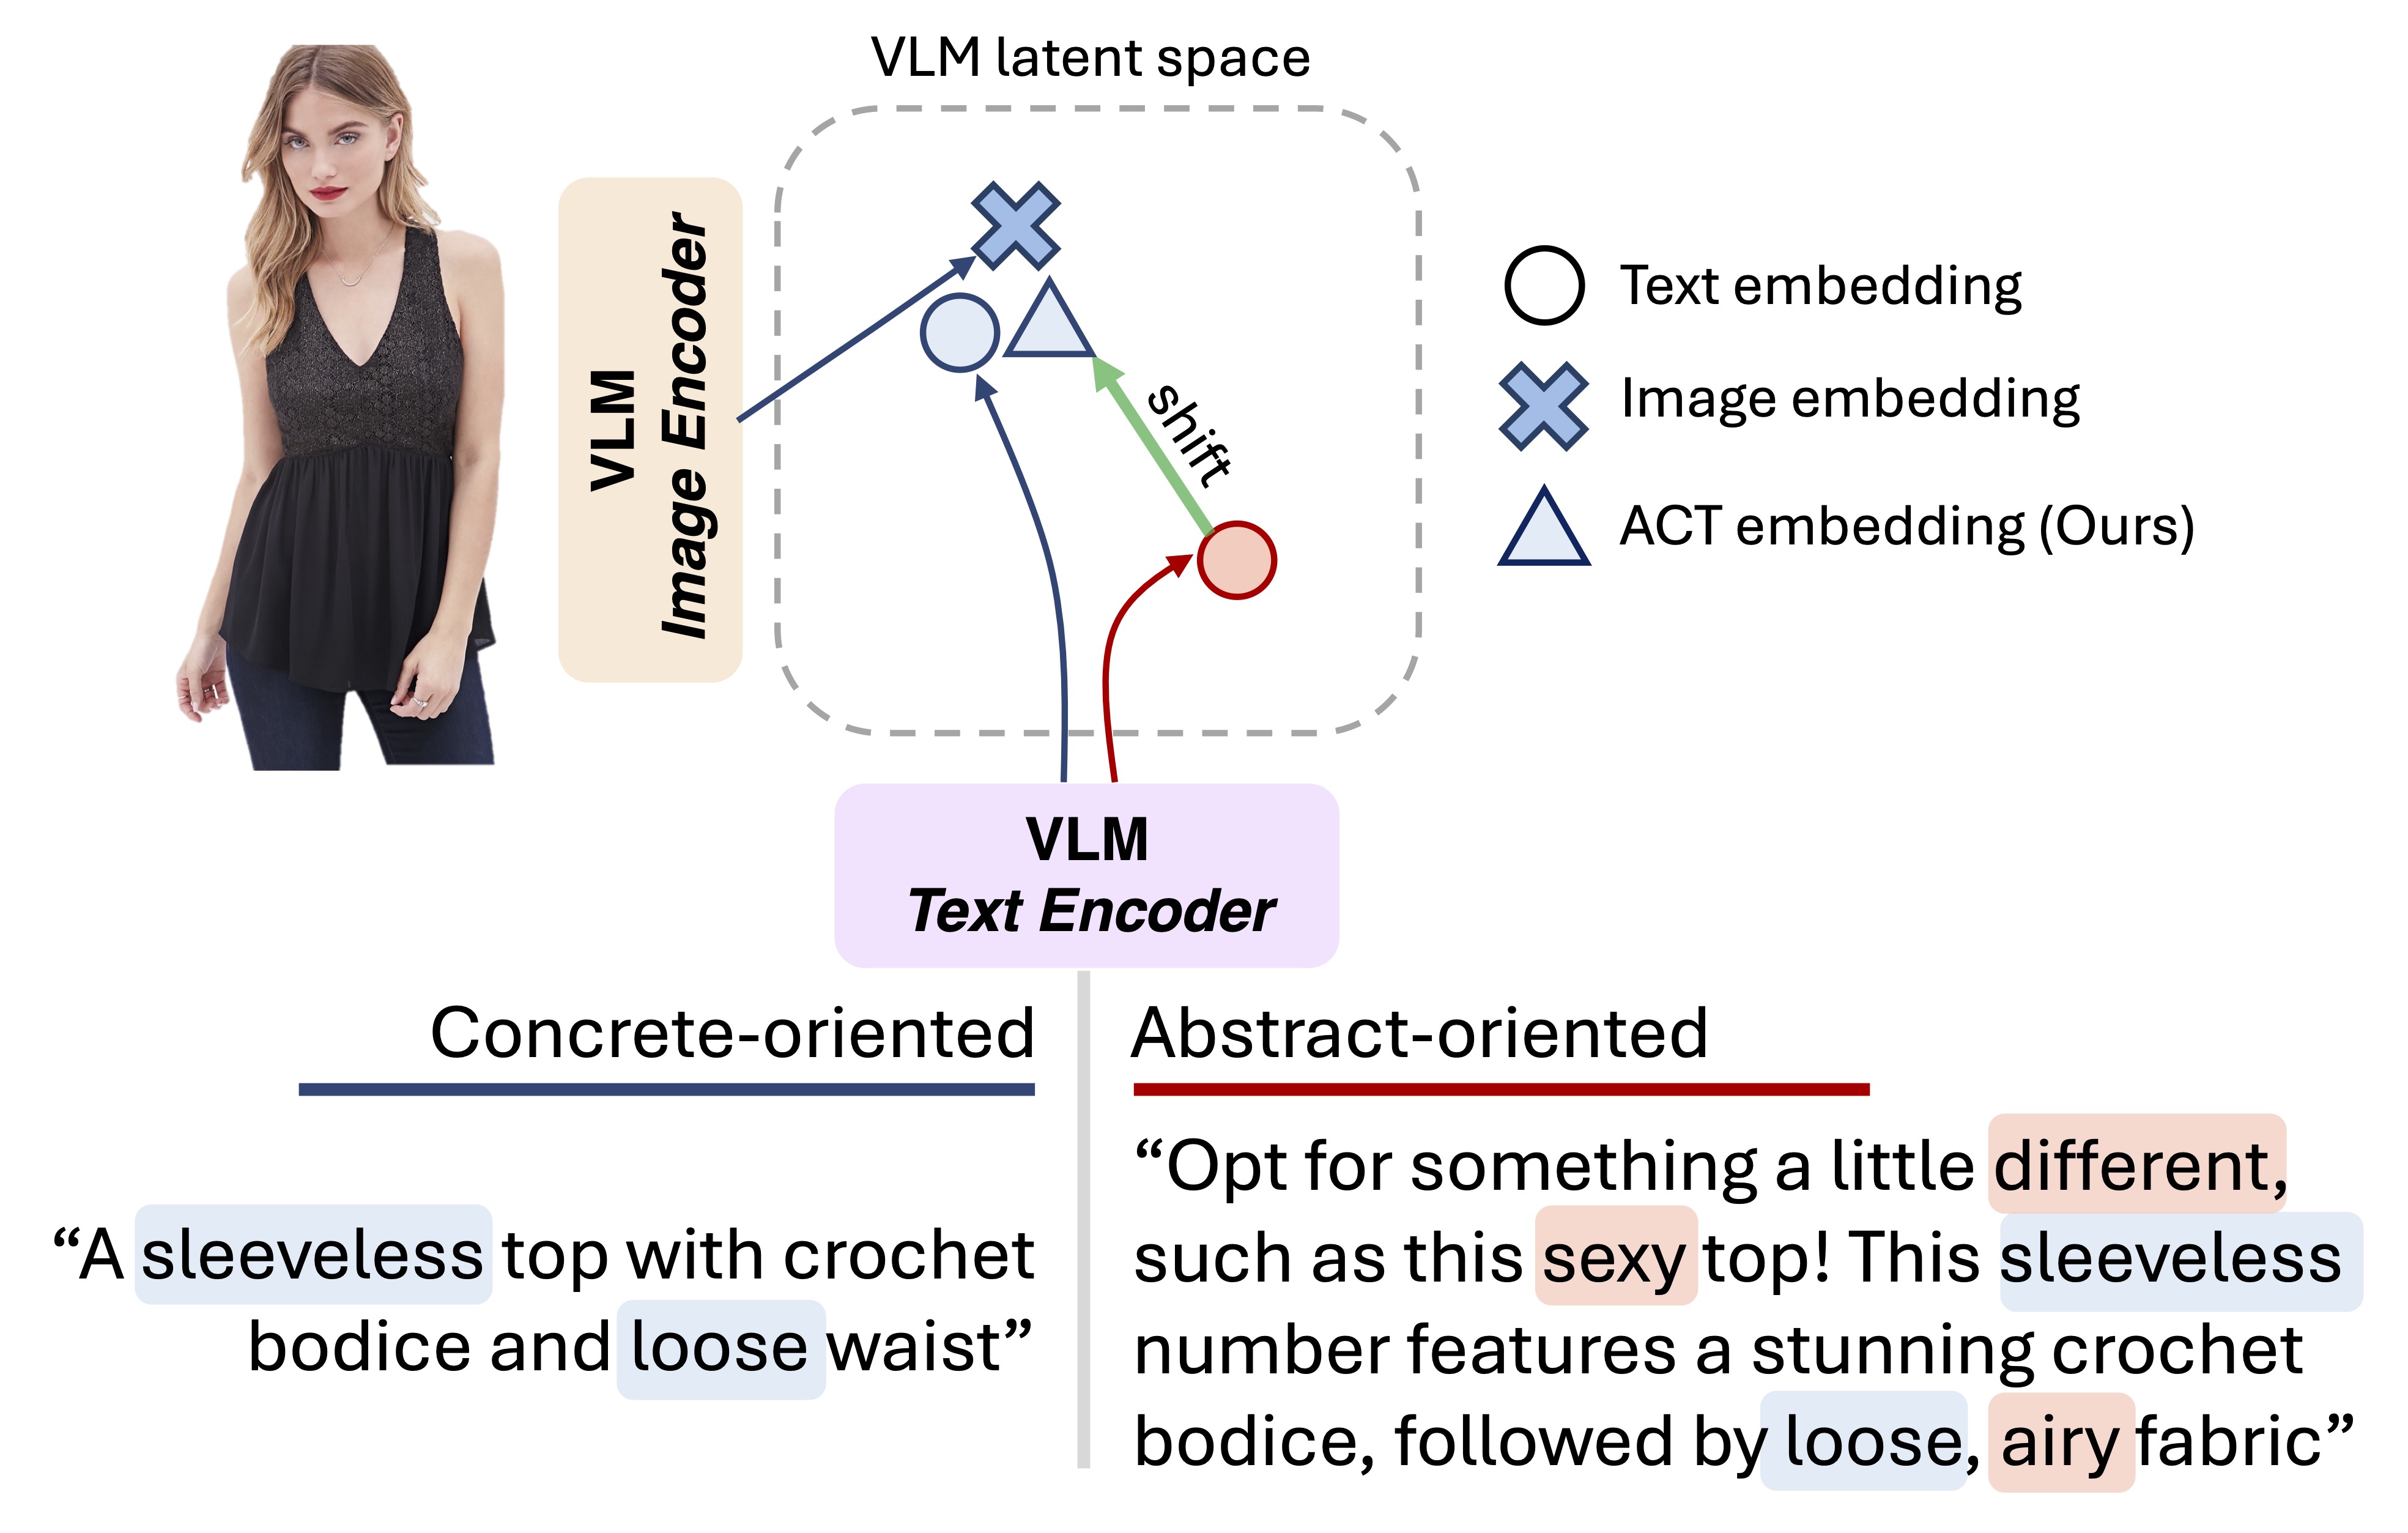 VLM latent space
VLM
Image Encoder
shift
Text embedding
Image embedding
ACT embedding (Ours)
VLM
Text Encoder
Concrete-oriented
“A sleeveless top with crochet
bodice and loose waist”
Abstract-oriented
“Opt for something a little different,
such as this sexy top! This sleeveless
number features a stunning crochet
bodice, followed by loose, airy fabric”